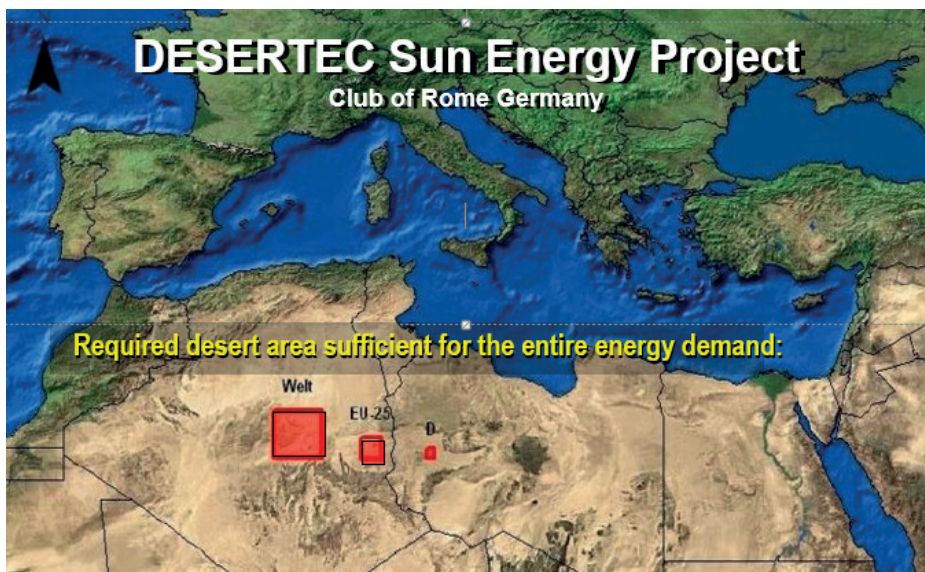 DESERTEC Sun Energy Project
Club of Rome Germany
Required desert area sufficient for the entire energy demand:
Welt
EU-25
D